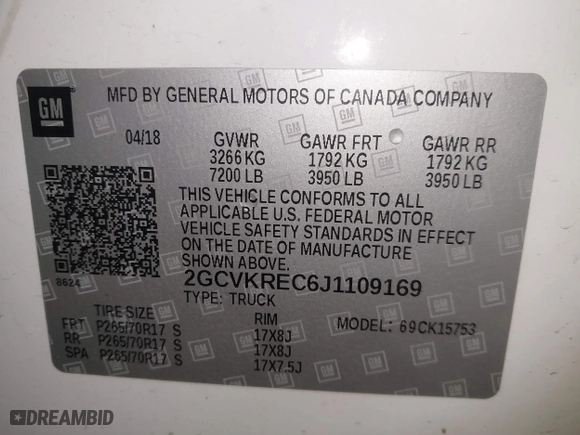 GM
MFD BY GENERAL MOTORS OF CANADA COMPANY
04/18 GVWR GAWR FRT GAWR RR
3266 KG 1792 KG 1792 KG
7200 LB 3950 LB 3950 LB
THIS VEHICLE CONFORMS TO ALL
APPLICABLE U.S. FEDERAL MOTOR
VEHICLE SAFETY STANDARDS IN EFFECT
ON THE DATE OF MANUFACTURE
SHOWN ABOVE.
8624
2GCVKREC6J1109169
TYPE: TRUCK
TIRE SIZE RIM MODEL: 69CK15753
FRT P265/70R17 S 17X8J
RR P265/70R17 S 17X8J
SPA P265/70R17 S 17X7.5J
DREAMBID